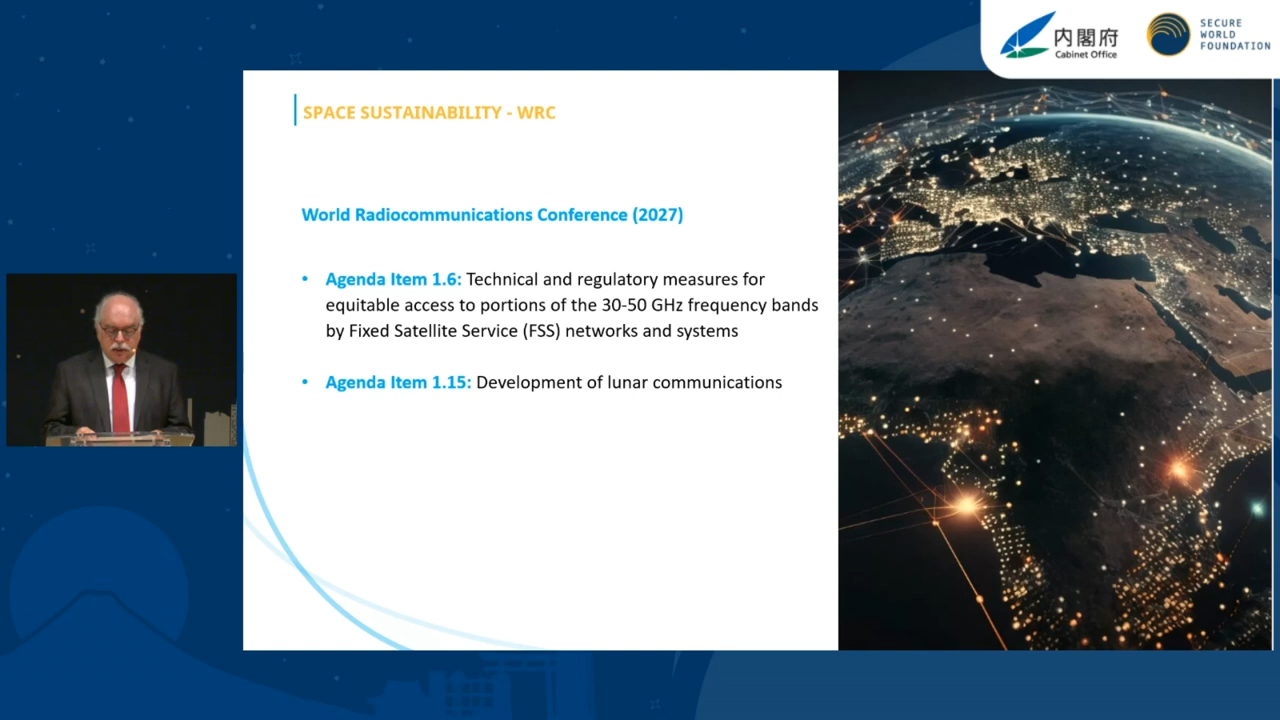 内閣府
Cabinet Office
SECURE
WORLD
FOUNDATION
SPACE SUSTAINABILITY - WRC
World Radiocommunications Conference (2027)
• Agenda Item 1.6: Technical and regulatory measures for
equitable access to portions of the 30-50 GHz frequency bands
by Fixed Satellite Service (FSS) networks and systems
• Agenda Item 1.15: Development of lunar communications